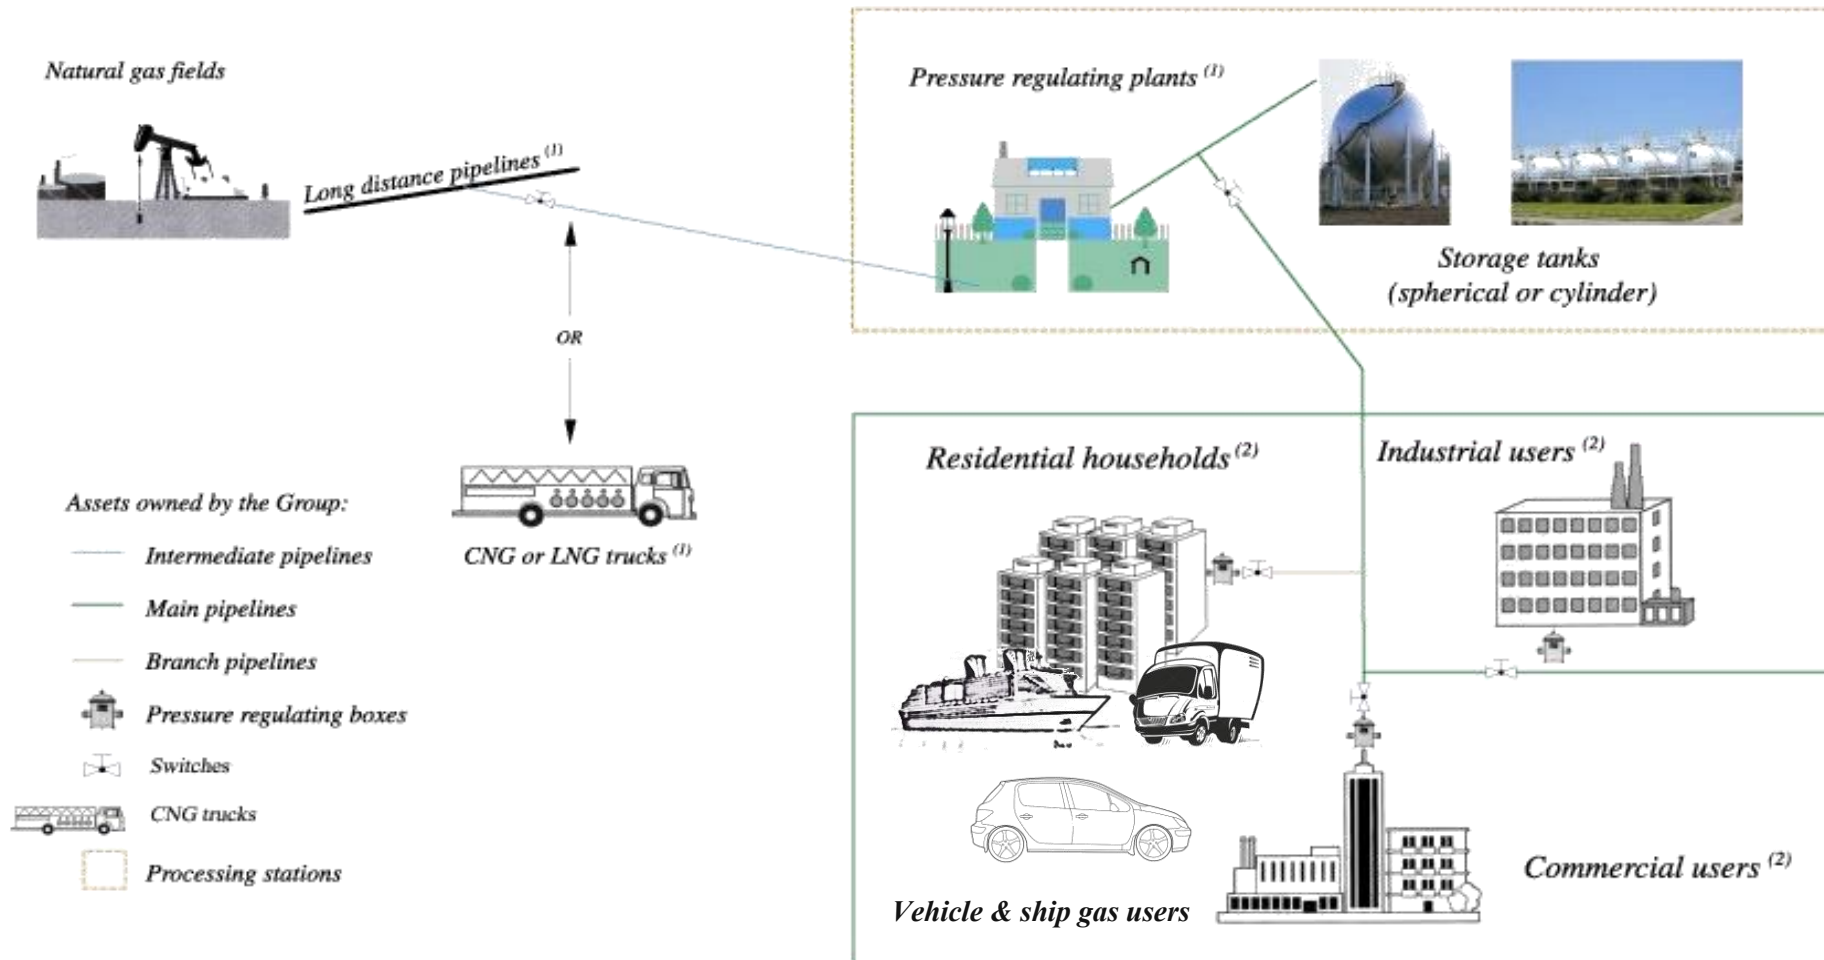 Natural gas fields
Long distance pipelines (1)
OR
CNG or LNG trucks (1)
Pressure regulating plants (1)
Storage tanks
(spherical or cylinder)
Assets owned by the Group:
Intermediate pipelines
Main pipelines
Branch pipelines
Pressure regulating boxes
Switches
CNG trucks
Processing stations
Residential households (2)
Industrial users (2)
Vehicle & ship gas users
Commercial users (2)